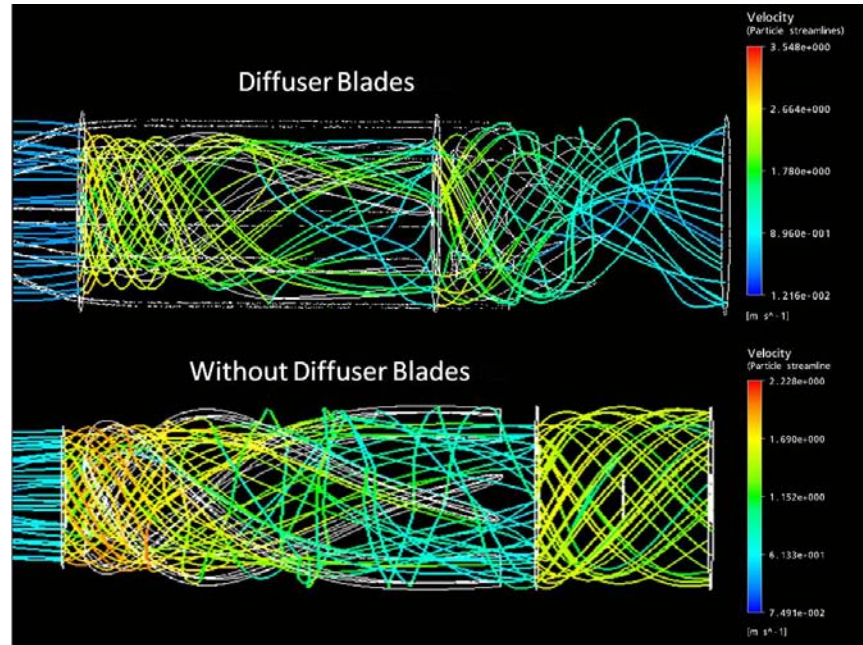 Velocity
(Particle streamlines)
3.548e+000
Diffuser Blades
2.664e+000
1.780e+000
8.960e-001
1.216e-002
[m s^-1]
Velocity
(Particle streamline
Without Diffuser Blades
2.228e+000
1.690e+000
1.152e+000
6.133e+001
7.491e-002
[m s^-1]